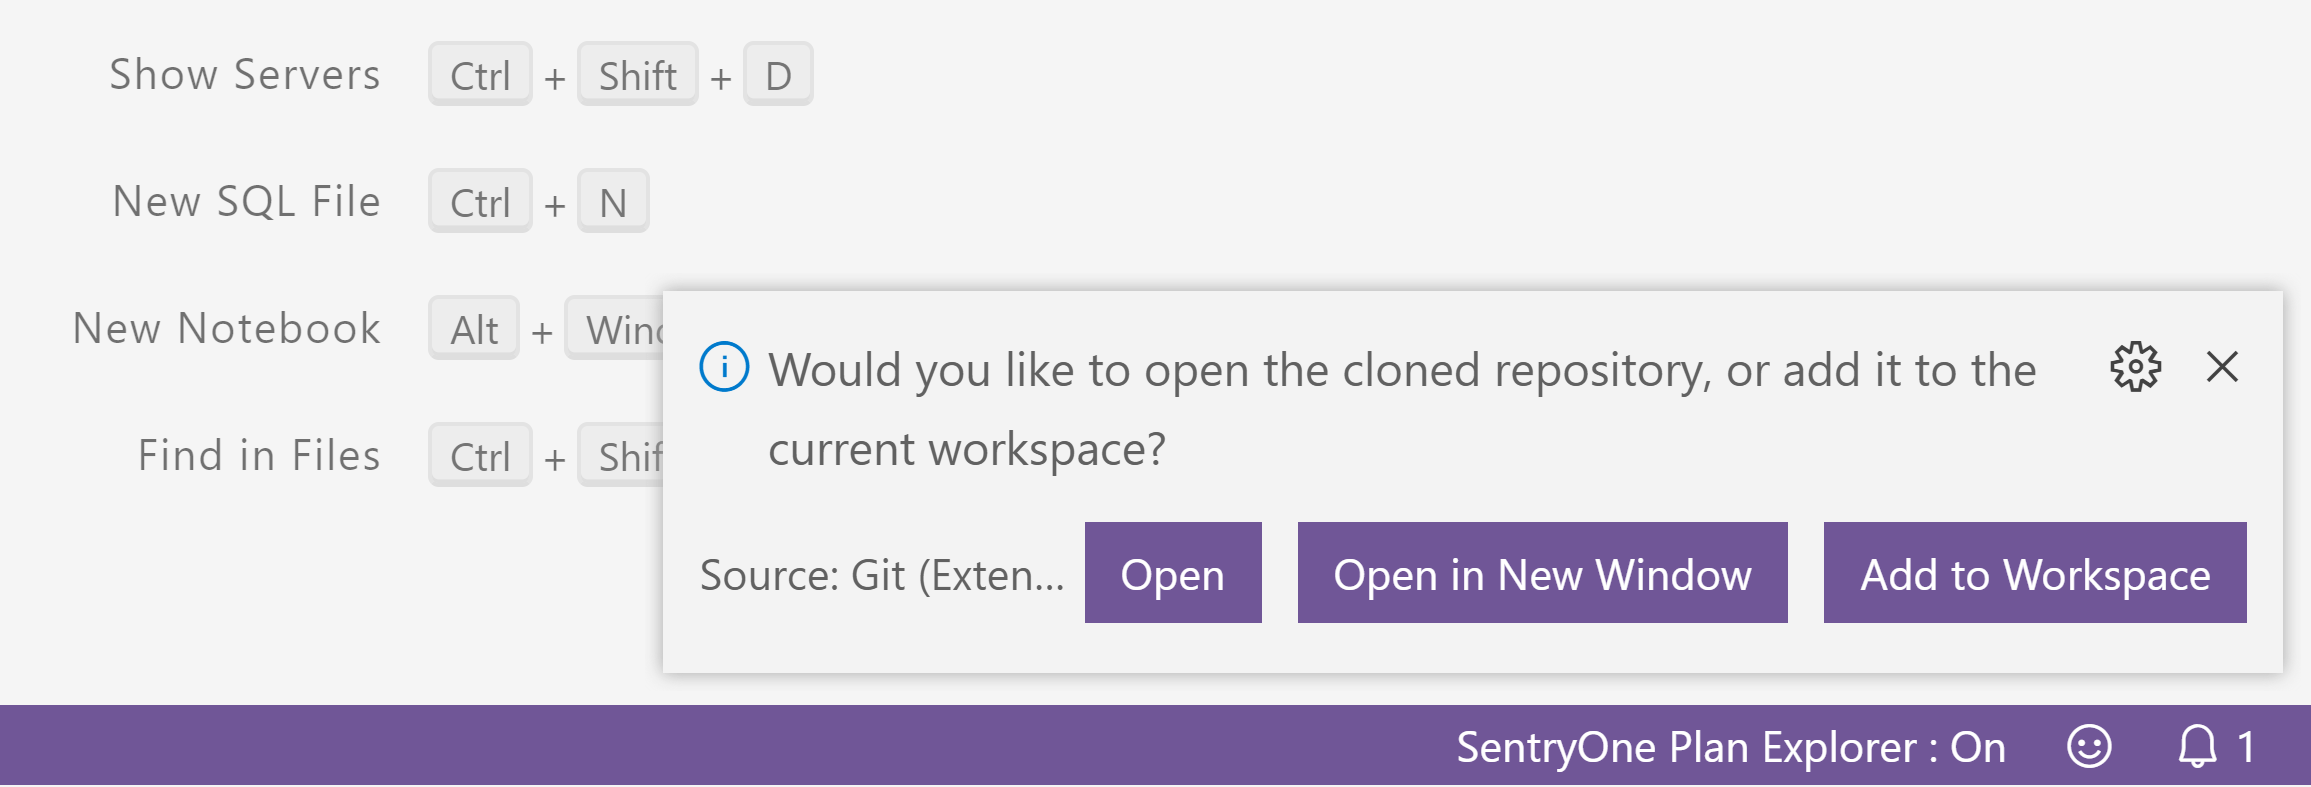 Show Servers Ctrl + Shift + D
New SQL File Ctrl + N
New Notebook Alt +
Find in Files Ctrl +
Would you like to open the cloned repository, or add it to the
current workspace?
Source: Git (Exten... Open Open in New Window Add to Workspace
SentryOne Plan Explorer : On 1